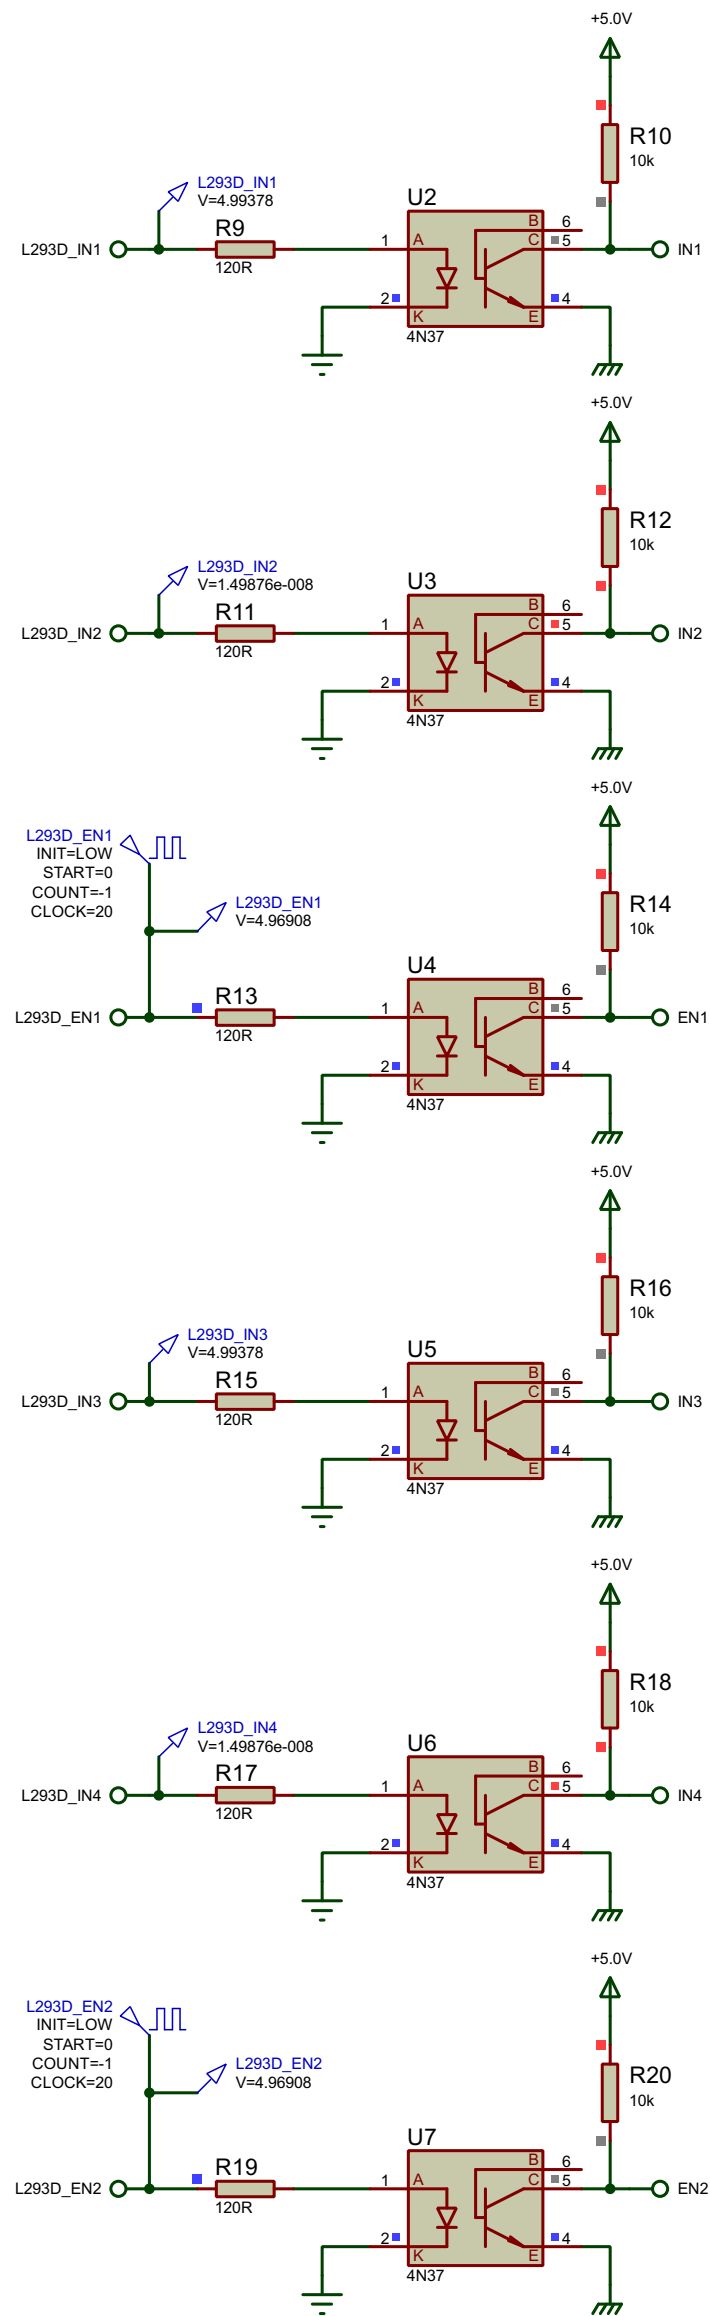 +5.0V
R10
10k
L293D_IN1
V=4.99378
U2
R9
L293D_IN1
120R
1
A
B
6
C
5
IN1
2
K
E
4
4N37
+5.0V
R12
10k
L293D_IN2
V=1.49876e-008
U3
R11
L293D_IN2
120R
1
A
B
6
C
5
IN2
2
K
E
4
4N37
+5.0V
L293D_EN1
INIT=LOW
START=0
COUNT=-1
CLOCK=20
L293D_EN1
V=4.96908
R14
10k
U4
R13
L293D_EN1
120R
1
A
B
6
C
5
EN1
2
K
E
4
4N37
+5.0V
R16
10k
L293D_IN3
V=4.99378
U5
R15
L293D_IN3
120R
1
A
B
6
C
5
IN3
2
K
E
4
4N37
+5.0V
R18
10k
L293D_IN4
V=1.49876e-008
U6
R17
L293D_IN4
120R
1
A
B
6
C
5
IN4
2
K
E
4
4N37
+5.0V
L293D_EN2
INIT=LOW
START=0
COUNT=-1
CLOCK=20
L293D_EN2
V=4.96908
R20
10k
U7
R19
L293D_EN2
120R
1
A
B
6
C
5
EN2
2
K
E
4
4N37